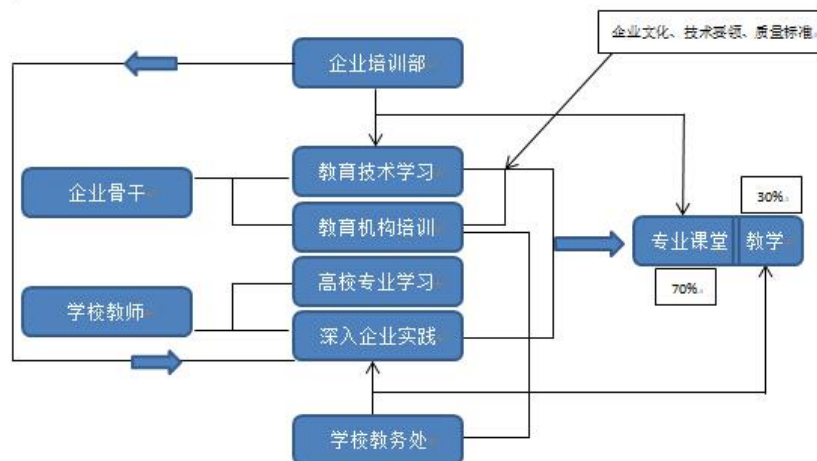 企业文化、技术要领、质量标准
企业培训部
教育技术学习
企业骨干
30%
教育机构培训
专业课堂 教学
高校专业学习
70%
学校教师
深入企业实践
学校教务处